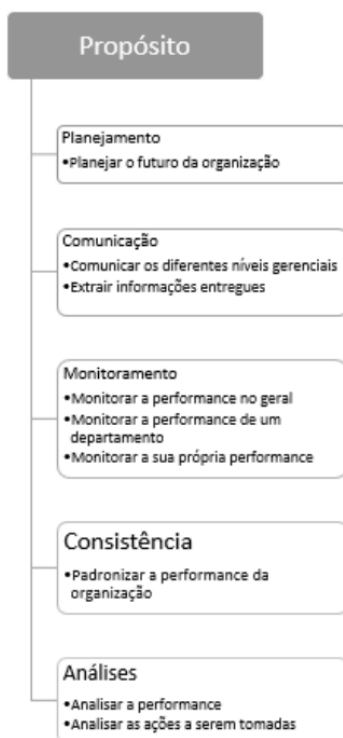 Propósito
Planejamento
•Planejar o futuro da organização
Comunicação
•Comunicar os diferentes níveis gerenciais
•Extrair informações entregues
Monitoramento
•Monitorar a performance no geral
•Monitorar a performance de um
departamento
•Monitorar a sua própria performance
Consistência
•Padronizar a performance da
organização
Análises
•Analisar a performance
•Analisar as ações a serem tomadas